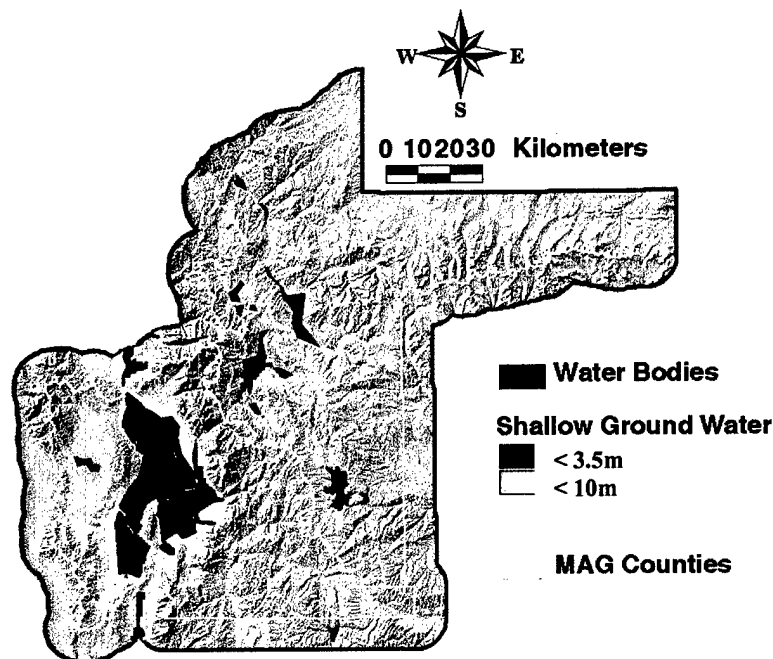 W E
S
0 102030 Kilometers
Water Bodies
Shallow Ground Water
< 3.5m
< 10m
MAG Counties